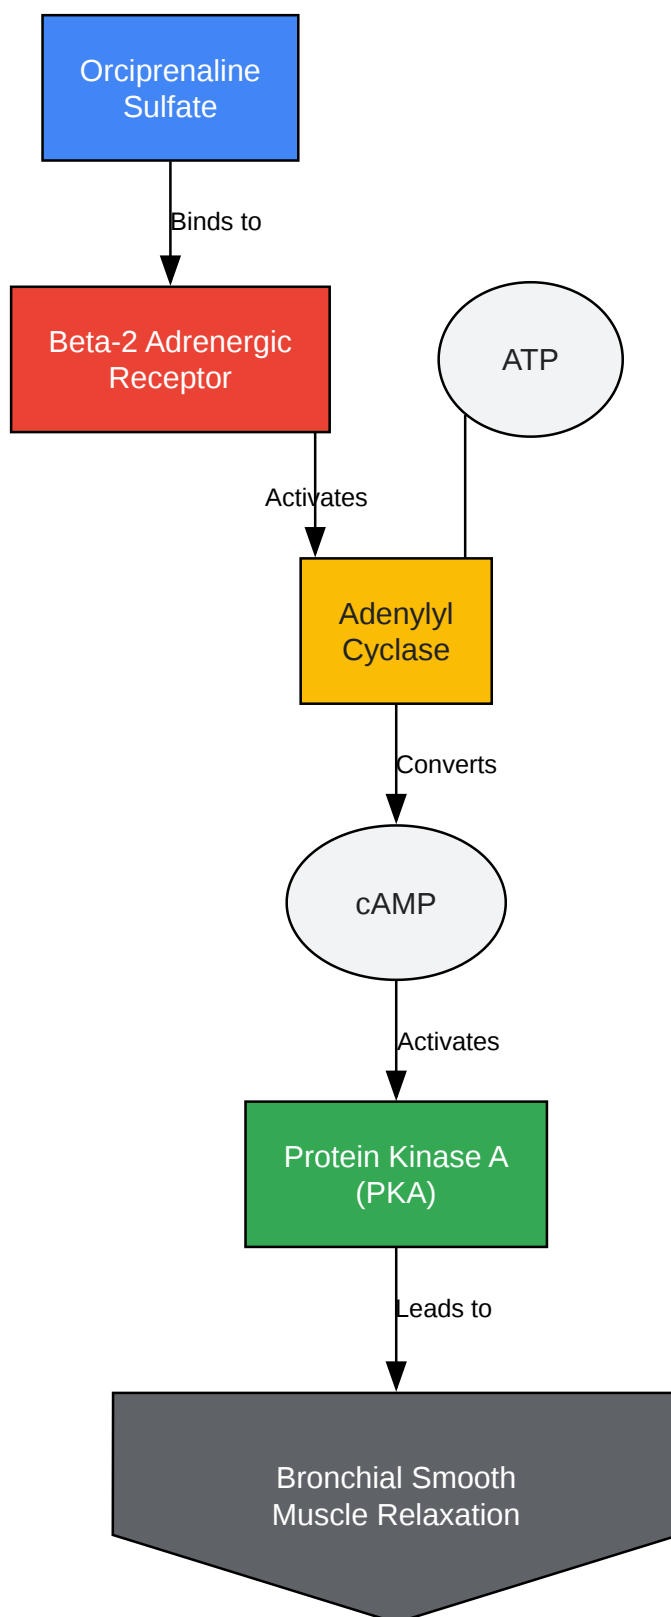 Orciprenaline
Sulfate
Binds to
Beta-2 Adrenergic
Receptor
ATP
Activates
Adenylyl
Cyclase
Converts
cAMP
Activates
Protein Kinase A
(PKA)
Leads to
Bronchial Smooth
Muscle Relaxation